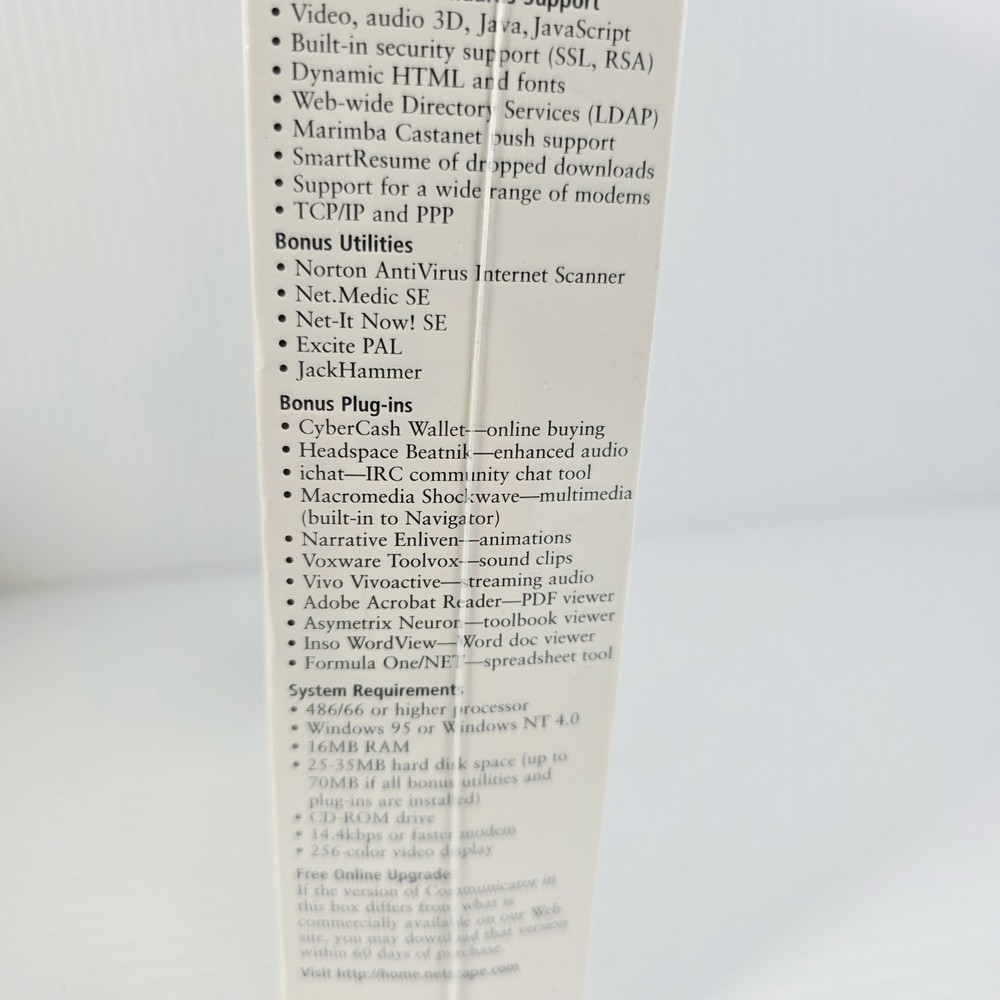 Support
• Video, audio 3D, Java, JavaScript
• Built-in security support (SSL, RSA)
• Dynamic HTML and fonts
• Web-wide Directory Services (LDAP)
• Marimba Castanet push support
• SmartResume of dropped downloads
• Support for a wide range of modems
• TCP/IP and PPP
Bonus Utilities
• Norton AntiVirus Internet Scanner
• Net.Medic SE
• Net-It Now! SE
• Excite PAL
• JackHammer
Bonus Plug-ins
• CyberCash Wallet—online buying
• Headspace Beatnik—enhanced audio
• ichat—IRC community chat tool
• Macromedia Shockwave—multimedia
(built-in to Navigator)
• Narrative Enliven—animations
• Voxware Toolvox—sound clips
• Vivo Vivoactive—streaming audio
• Adobe Acrobat Reader—PDF viewer
• Asymetrix Neuron—toolbook viewer
• Inso WordView—Word doc viewer
• Formula One/NET—spreadsheet tool
System Requirements
• 486/66 or higher processor
• Windows 95 or Windows NT 4.0
• 16MB RAM
• 25-35MB hard disk space (up to
70MB if all bonus utilities and
plug-ins are installed)
• CD-ROM drive
• 14.4kbps or faster modem
• 256-color video display
Free Online Upgrade
If the version of Communicator in
this box differs from what is
commercially available on our Web
site, you may download that version
within 60 days of purchase.
Visit http://home.netscape.com